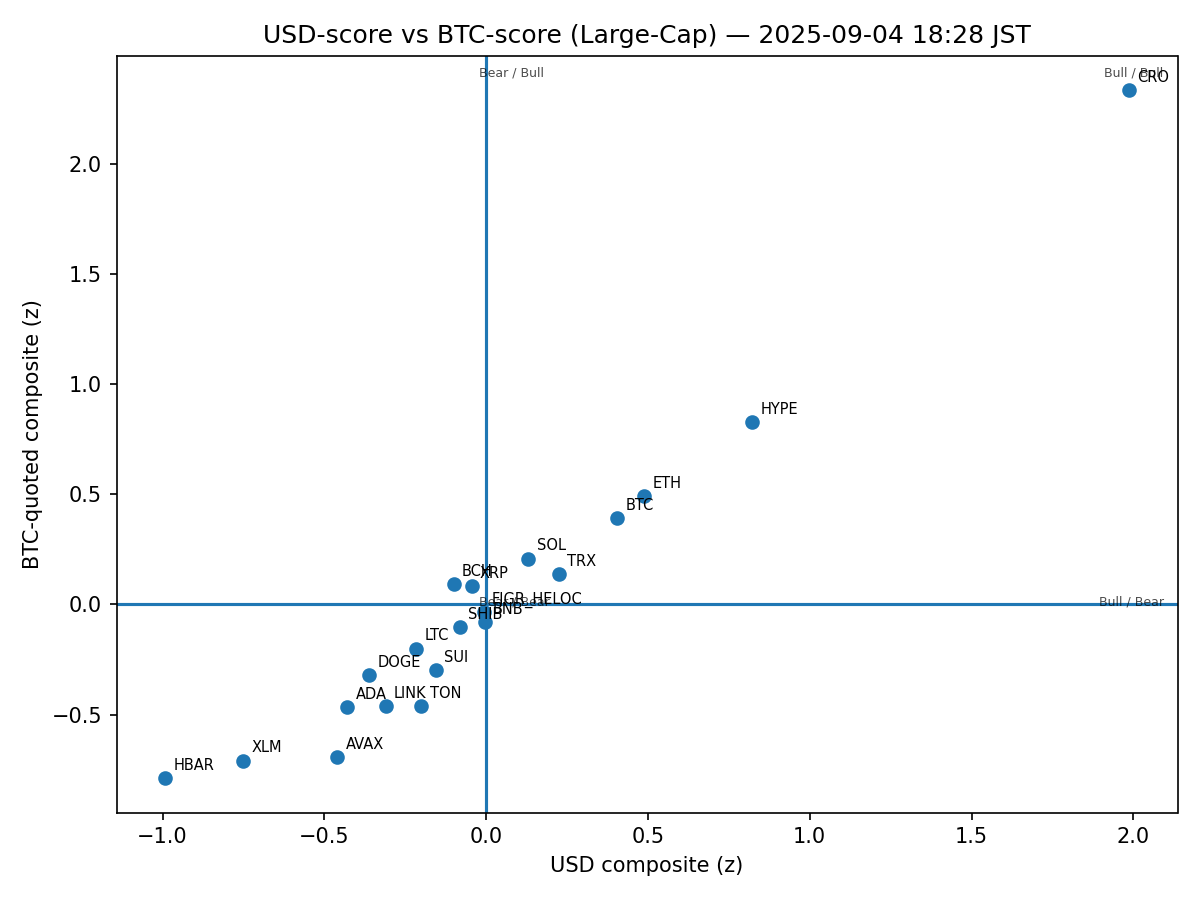 USD-score vs BTC-score (Large-Cap) — 2025-09-04 18:28 JST
Bear / Bull
Bull / Bull
CRO
2.0
1.5
1.0
HYPE
0.5
ETH
BTC
SOL
TRX
BCH
XRP
FIGR_HELOC
0.0
Bear / Bear
Bull / Bear
BNB
SHIB
LTC
SUI
DOGE
ADA
LINK
TON
−0.5
AVAX
XLM
HBAR
−1.0
−0.5
0.0
0.5
1.0
1.5
2.0
USD composite (z)
BTC-quoted composite (z)